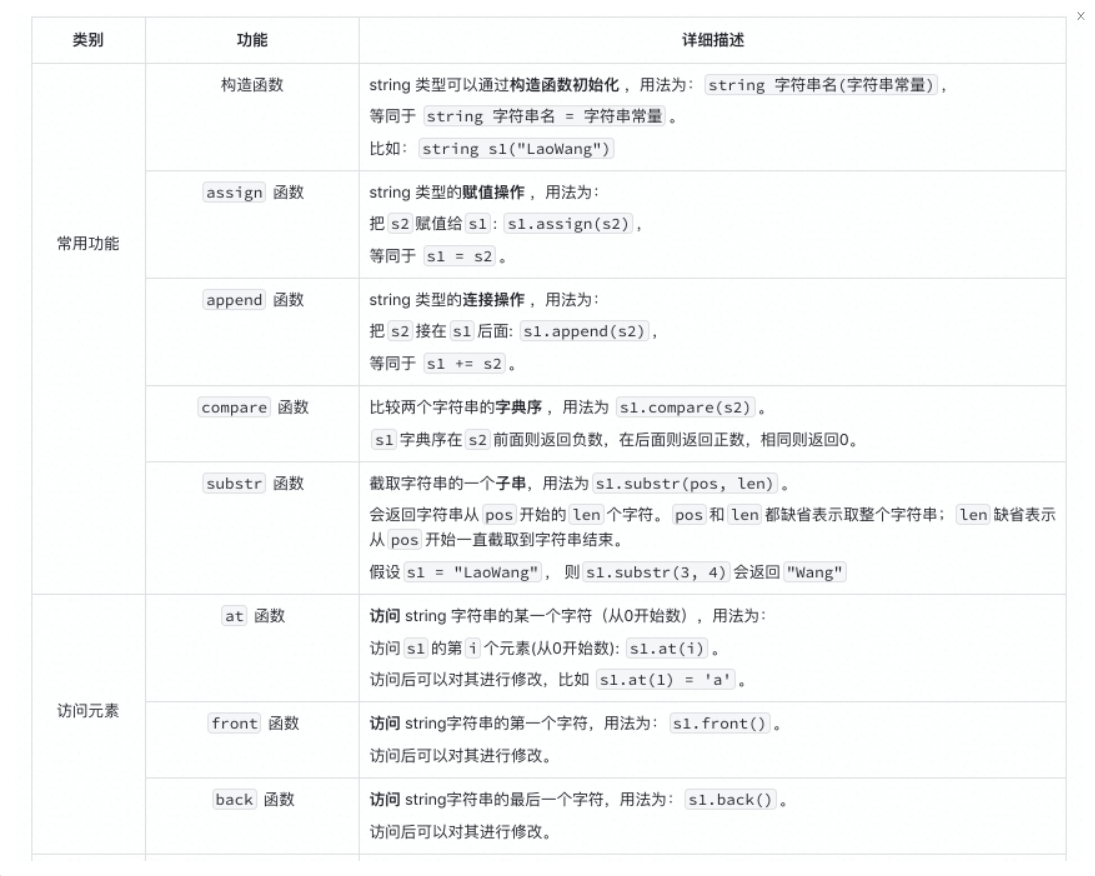 类别 功能 详细描述
常用功能
构造函数
string 类型可以通过构造函数初始化，用法为： string 字符串名(字符串常量)，
等同于 string 字符串名 = 字符串常量 。
比如： string s1("LaoWang")
assign 函数
string 类型的赋值操作，用法为：
把 s2 赋值给 s1：s1.assign(s2)，
等同于 s1 = s2 。
append 函数
string 类型的连接操作，用法为：
把 s2 接在 s1 后面: s1.append(s2)，
等同于 s1 += s2 。
compare 函数
比较两个字符串的字典序，用法为 s1.compare(s2) 。
s1 字典序在 s2 前面则返回负数，在后面则返回正数，相同则返回0。
substr 函数
截取字符串的一个子串，用法为 s1.substr(pos, len) 。
会返回字符串从 pos 开始的 len 个字符。 pos 和 len 都缺省表示取整个字符串； len 缺省表示
从 pos 开始一直截取到字符串结束。
假设 s1 = "LaoWang"， 则 s1.substr(3, 4) 会返回 "Wang"
访问元素
at 函数
访问 string 字符串的某一个字符（从0开始数），用法为：
访问 s1 的第 i 个元素(从0开始数): s1.at(i) 。
访问后可以对其进行修改，比如 s1.at(1) = 'a' 。
front 函数
访问 string字符串的第一个字符，用法为： s1.front() 。
访问后可以对其进行修改。
back 函数
访问 string字符串的最后一个字符，用法为： s1.back() 。
访问后可以对其进行修改。